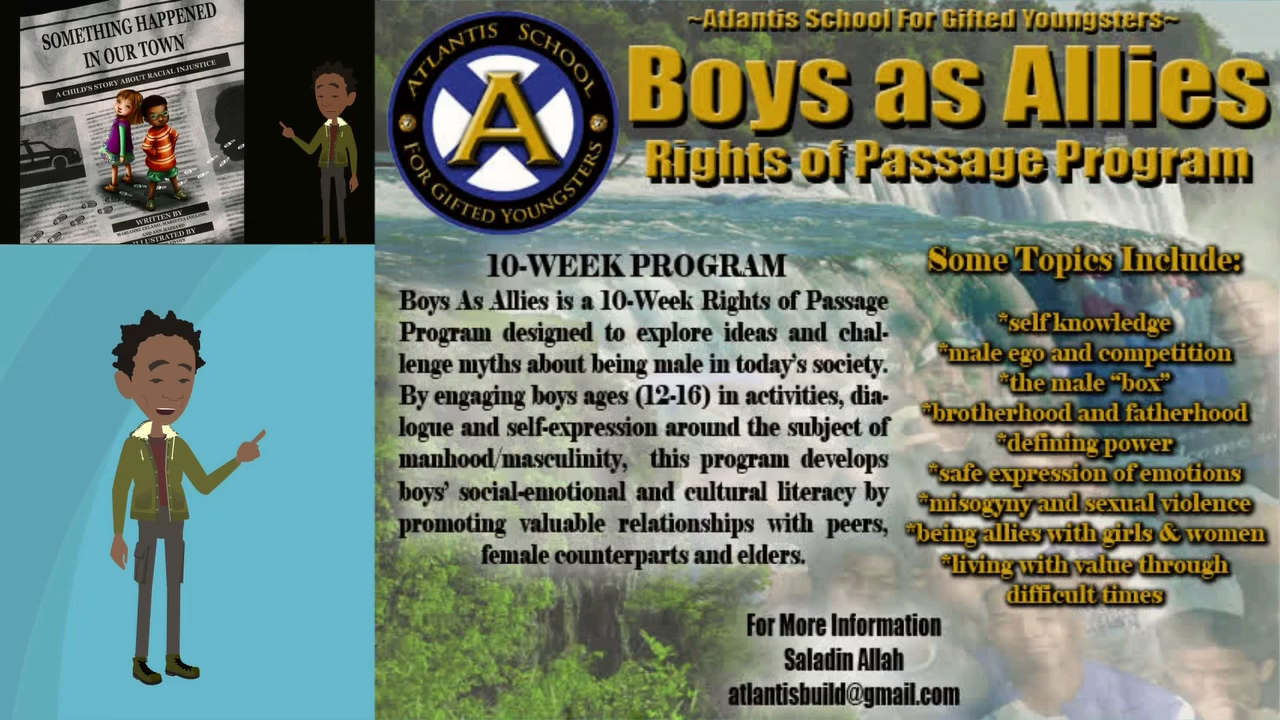 SOMETHING HAPPENED
IN OUR TOWN
A CHILD'S STORY ABOUT RACIAL INJUSTICE
WRITTEN BY
ILLUSTRATED BY
ATLANTIS SCHOOL
A
FOR GIFTED YOUNGSTERS
~Atlantis School For Gifted Youngsters~
Boys as Allies
Rights of Passage Program
10-WEEK PROGRAM
Boys As Allies is a 10-Week Rights of Passage
Program designed to explore ideas and chal-
lenge myths about being male in today's society.
By engaging boys ages (12-16) in activities, dia-
logue and self-expression around the subject of
manhood/masculinity, this program develops
boys' social-emotional and cultural literacy by
promoting valuable relationships with peers,
female counterparts and elders.
Some Topics Include:
*self knowledge
*male ego and competition
*the male "box"
*brotherhood and fatherhood
*defining power
*safe expression of emotions
*misogyny and sexual violence
*being allies with girls & women
*living with value through
difficult times
For More Information
Saladin Allah
atlantisbuild@gmail.com